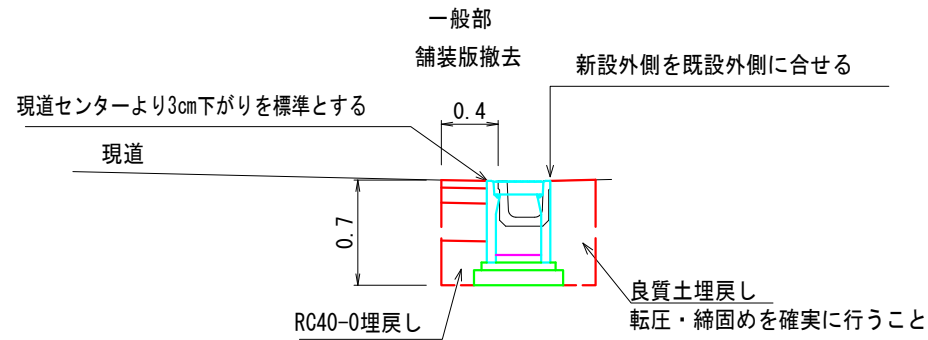 一般部
舗装版撤去
新設外側を既設外側に合せる
現道センターより3cm下がりを標準とする
0.4
現道
0.7
良質土埋戻し
転圧・締固めを確実に行うこと
RC40-0埋戻し